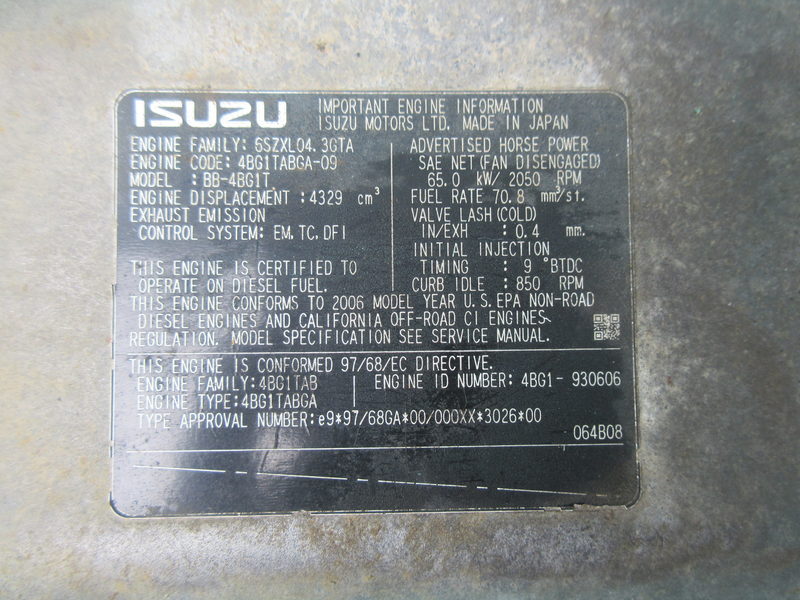 ISUZU
IMPORTANT ENGINE INFORMATION
ISUZU MOTORS LTD. MADE IN JAPAN
ENGINE FAMILY: 6SZXL04.3GTA
ENGINE CODE: 4BG1TABGA-09
MODEL : BB-4BG1T
ENGINE DISPLACEMENT :4329 cm³
EXHAUST EMISSION
CONTROL SYSTEM: EM.TC.DFI
THIS ENGINE IS CERTIFIED TO
OPERATE ON DIESEL FUEL.
ADVERTISED HORSE POWER
SAE NET (FAN DISENGAGED)
65.0 kW/ 2050 RPM
FUEL RATE 70.8 mm³/st.
VALVE LASH (COLD)
IN/EXH : 0.4 mm.
INITIAL INJECTION
TIMING : 9 °BTDC
CURB IDLE : 850 RPM
THIS ENGINE CONFORMS TO 2006 MODEL YEAR U.S.EPA NON-ROAD
DIESEL ENGINES AND CALIFORNIA OFF-ROAD CI ENGINES
REGULATION. MODEL SPECIFICATION SEE SERVICE MANUAL.
THIS ENGINE IS CONFORMED 97/68/EC DIRECTIVE.
ENGINE FAMILY:4BG1TAB
ENGINE ID NUMBER: 4BG1- 930606
ENGINE TYPE:4BG1TABGA
TYPE APPROVAL NUMBER:e9*97/68GA*00/000XX*3026*00
064B08